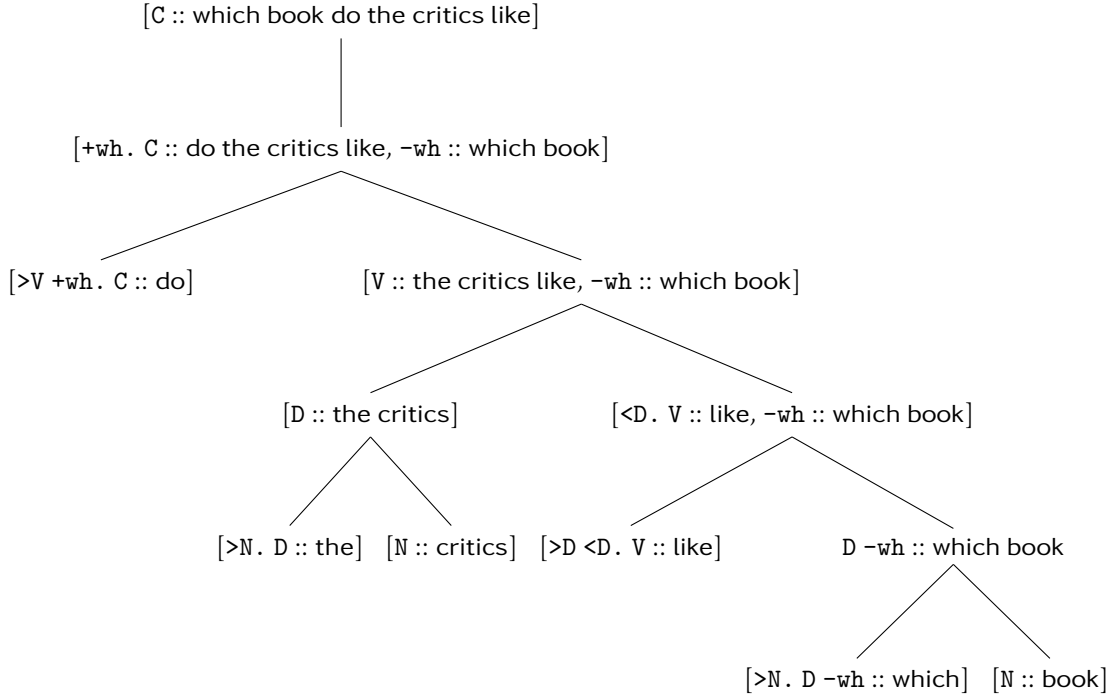 [C :: which book do the critics like]
[+wh. C :: do the critics like, -wh :: which book]
[>V +wh. C :: do] [V :: the critics like, -wh :: which book]
[D :: the critics] [<D. V :: like, -wh :: which book]
[>N. D :: the] [N :: critics] [>D <D. V :: like] D -wh :: which book
[>N. D -wh :: which] [N :: book]